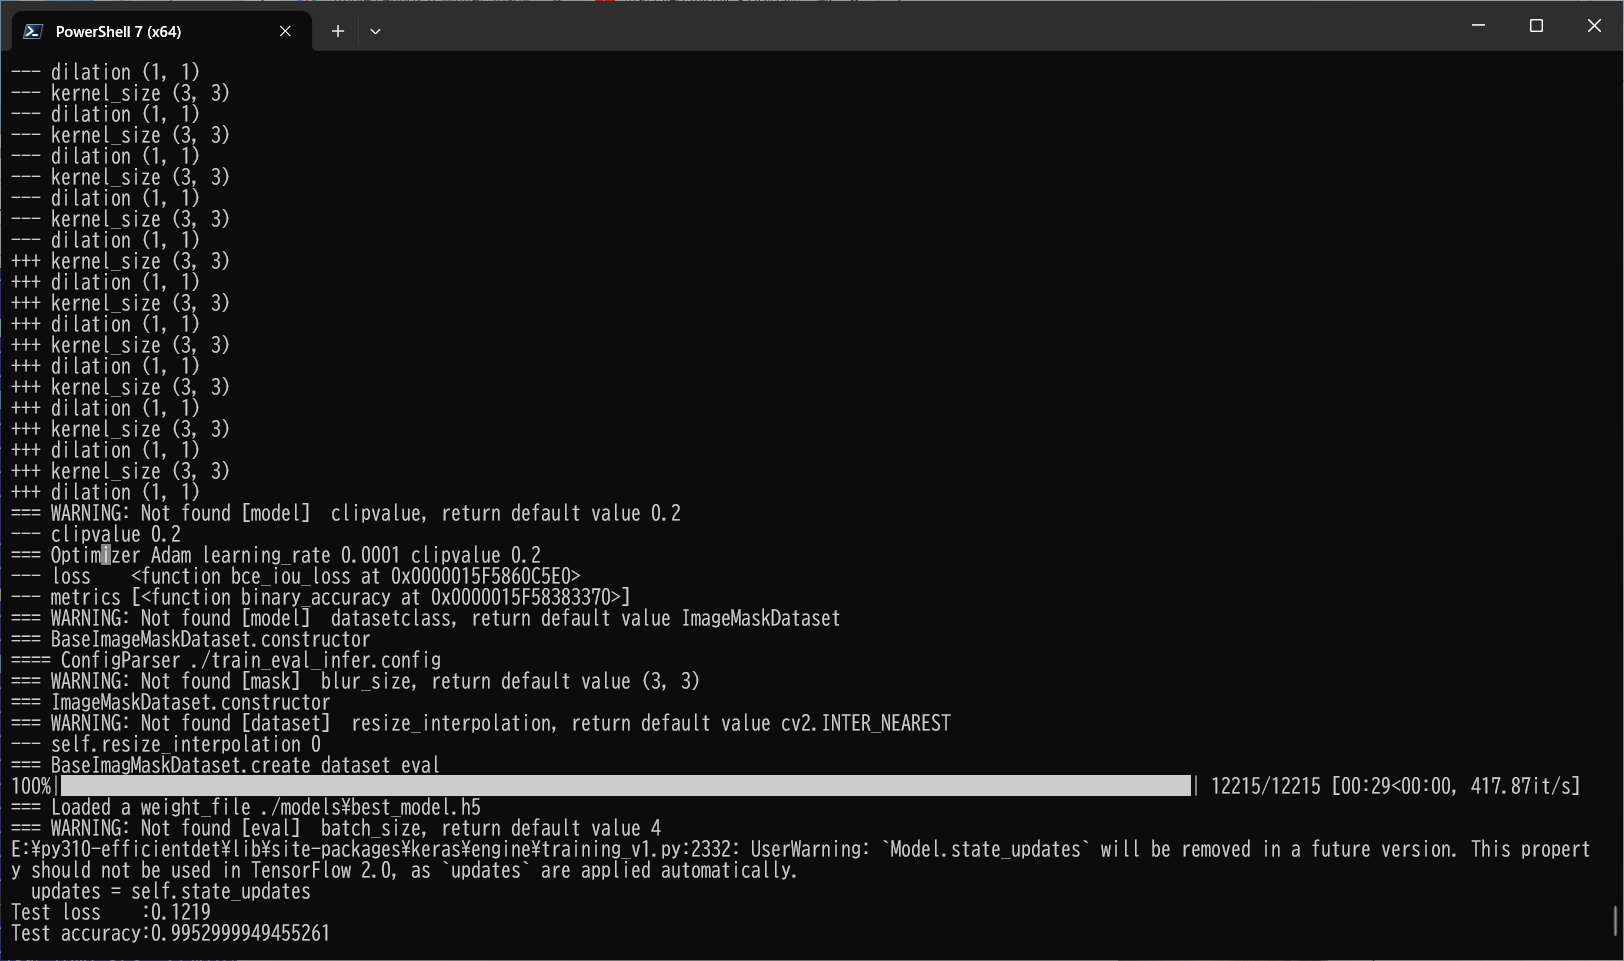 PowerShell 7 (x64)
--- dilation (1, 1)
--- kernel_size (3, 3)
--- dilation (1, 1)
--- kernel_size (3, 3)
--- dilation (1, 1)
--- kernel_size (3, 3)
--- dilation (1, 1)
--- kernel_size (3, 3)
--- dilation (1, 1)
+++ kernel_size (3, 3)
+++ dilation (1, 1)
+++ kernel_size (3, 3)
+++ dilation (1, 1)
+++ kernel_size (3, 3)
+++ dilation (1, 1)
+++ kernel_size (3, 3)
+++ dilation (1, 1)
+++ kernel_size (3, 3)
+++ dilation (1, 1)
+++ kernel_size (3, 3)
+++ dilation (1, 1)
=== WARNING: Not found [model]  clipvalue, return default value 0.2
--- clipvalue 0.2
=== Optimizer Adam learning_rate 0.0001 clipvalue 0.2
--- loss    <function bce_iou_loss at 0x0000015F5860C5E0>
--- metrics [<function binary_accuracy at 0x0000015F58383370>]
=== WARNING: Not found [model]  datasetclass, return default value ImageMaskDataset
=== BaseImageMaskDataset.constructor
==== ConfigParser ./train_eval_infer.config
=== WARNING: Not found [mask]  blur_size, return default value (3, 3)
=== ImageMaskDataset.constructor
=== WARNING: Not found [dataset]  resize_interpolation, return default value cv2.INTER_NEAREST
--- self.resize_interpolation 0
=== BaseImagMaskDataset.create dataset eval
100%| | 12215/12215 [00:29<00:00, 417.87it/s]
=== Loaded a weight_file ./models¥best_model.h5
=== WARNING: Not found [eval]  batch_size, return default value 4
E:¥py310-efficientdet¥lib¥site-packages¥keras¥engine¥training_v1.py:2332: UserWarning: `Model.state_updates` will be removed in a future version. This propert
y should not be used in TensorFlow 2.0, as `updates` are applied automatically.
  updates = self.state_updates
Test loss    :0.1219
Test accuracy:0.9952999949455261